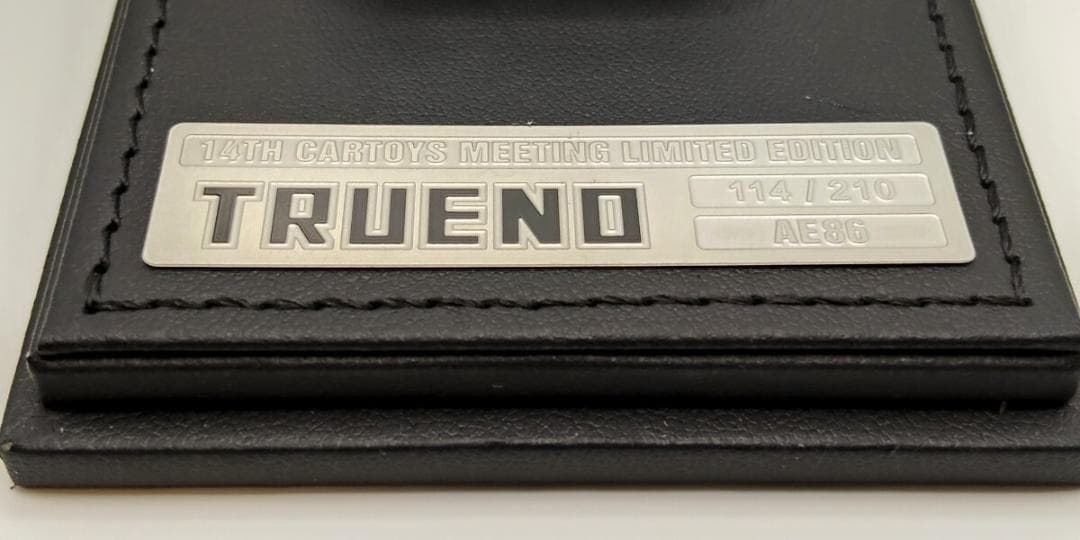 14TH CARTOYS MEETING LIMITED EDITION
TRUENO
114 / 210
AE86